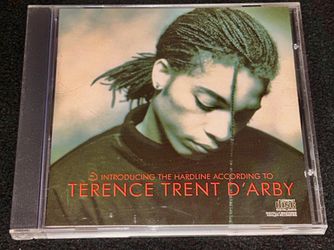 INTRODUCING THE HARDLINE ACCORDING TO
TERENCE TRENT D'ARBY